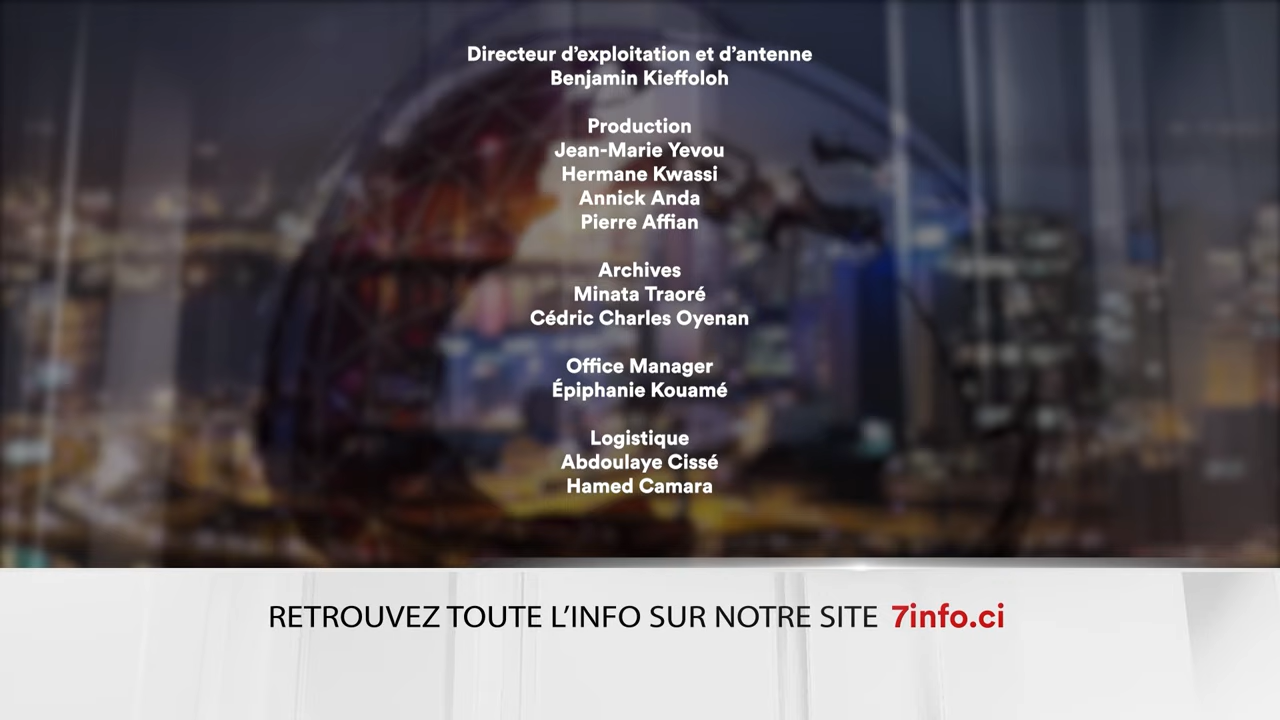 Directeur d’exploitation et d’antenne
Benjamin Kieffoloh
Production
Jean-Marie Yevou
Hermane Kwassi
Annick Anda
Pierre Affian
Archives
Minata Traoré
Cédric Charles Oyenan
Office Manager
Épiphanie Kouamé
Logistique
Abdoulaye Cissé
Hamed Camara
RETROUVEZ TOUTE L’INFO SUR NOTRE SITE 7info.ci